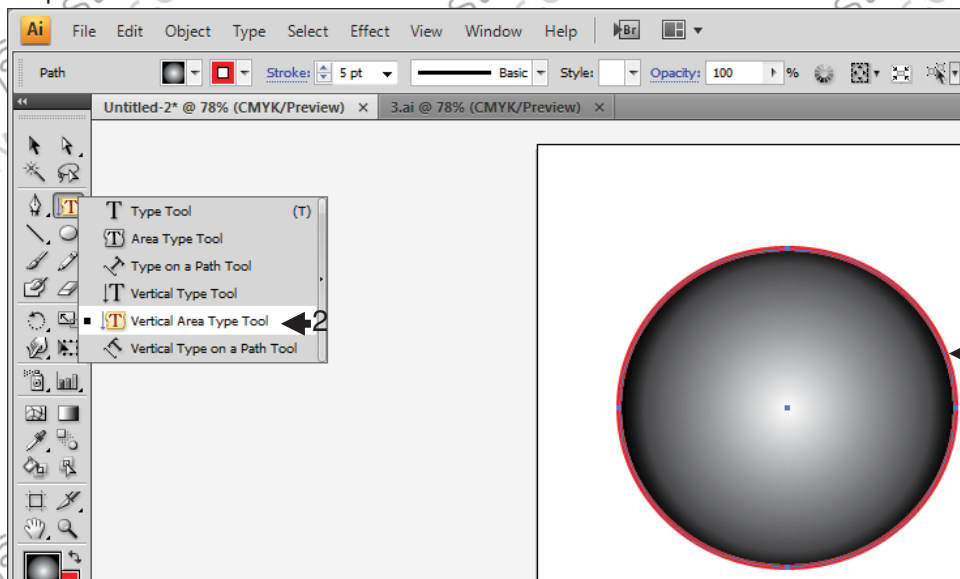 Ai File Edit Object Type Select Effect View Window Help Br
Path Stroke: 5 pt Basic Style: Opacity: 100 %
Untitled-2* @ 78% (CMYK/Preview) × 3.ai @ 78% (CMYK/Preview) ×
T Type Tool (T)
T Area Type Tool
Type on a Path Tool
T Vertical Type Tool
T Vertical Area Type Tool 2
Vertical Type on a Path Tool